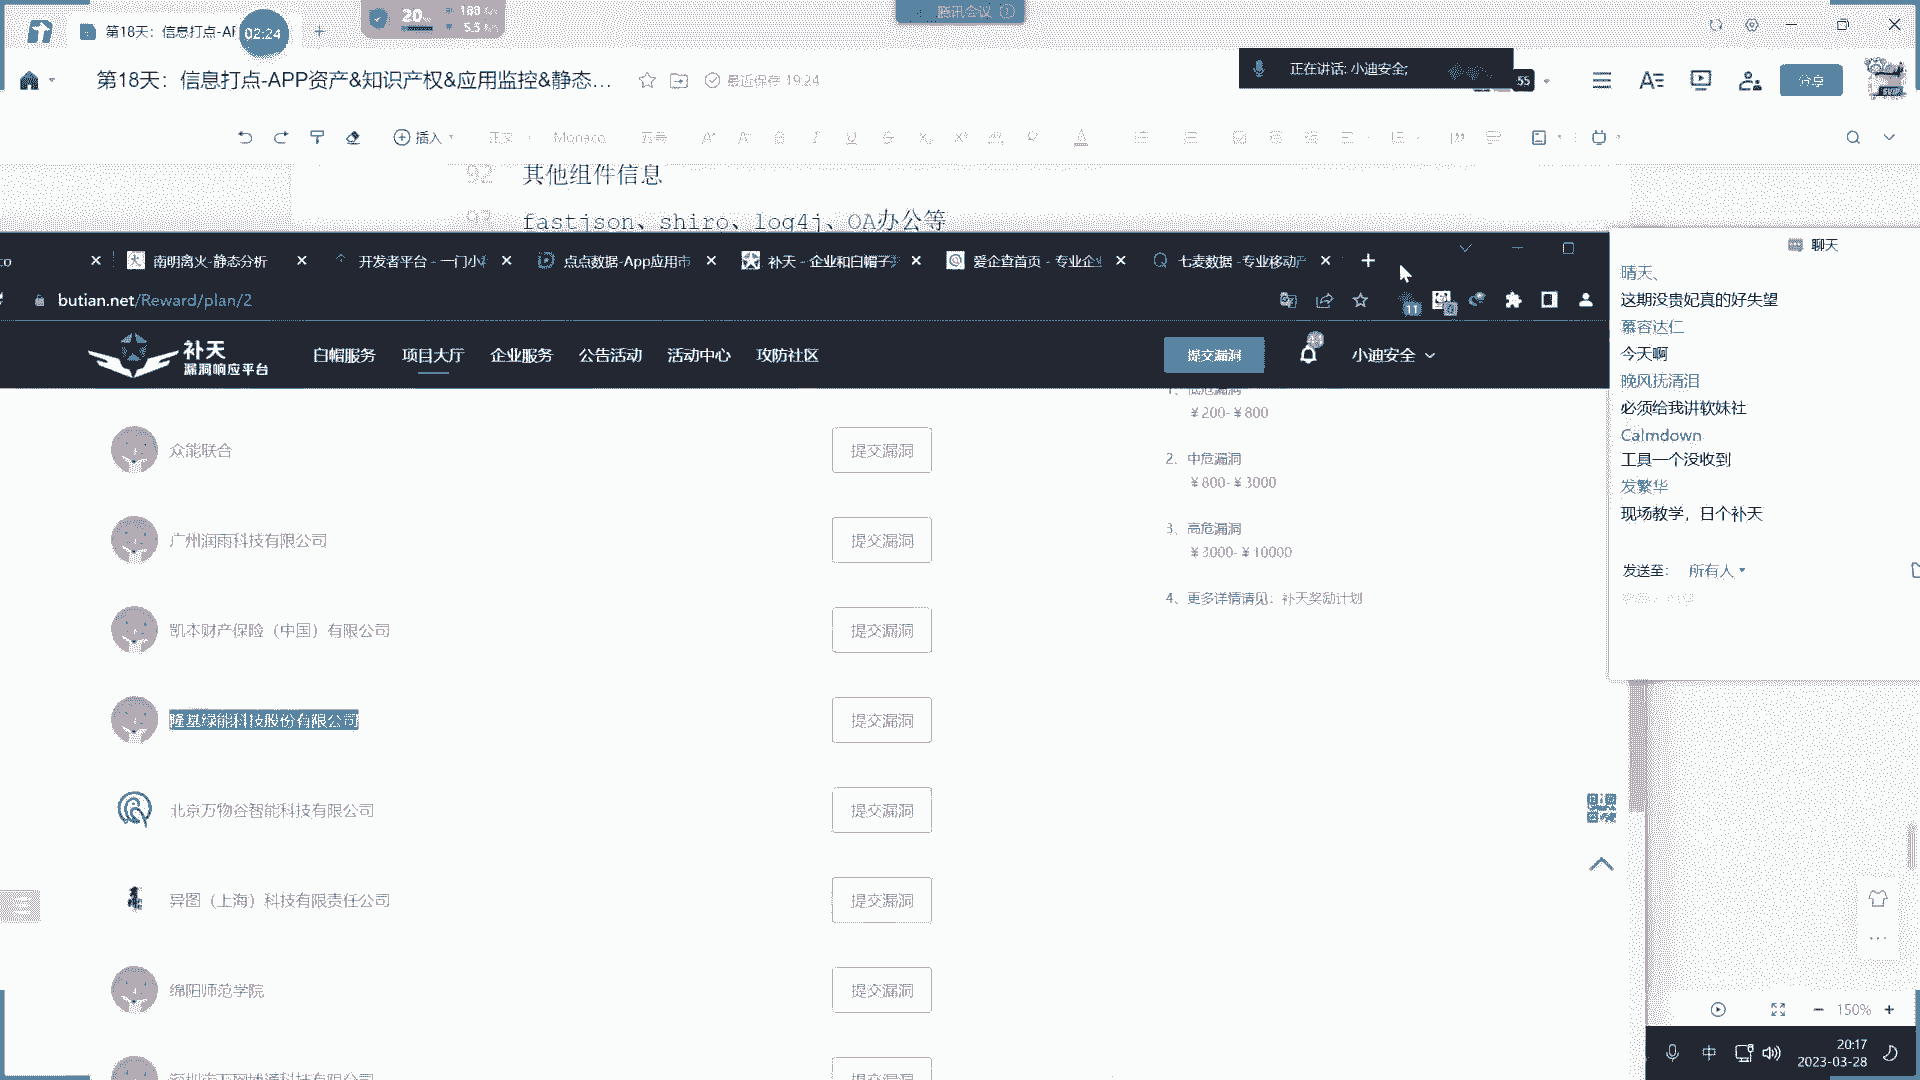 第18天：信息打点-AF
02:24
20
188
5.5
腾讯会议
第18天：信息打点-APP资产&知识产权&应用监控&静态...
最近保存 19:24
正在讲话: 小迪安全;
55
分享
插入
正文
Monaco
92 其他组件信息
93 fastjson、shiro、log4j、OA办公等
co
南明离火-静态分析
开发者平台 - 一门小
点点数据-App应用市
补天 - 企业和白帽子
爱企查首页 - 专业企业
七麦数据 -专业移动产
butian.net/Reward/plan/2
11
补天
漏洞响应平台
白帽服务
项目大厅
企业服务
公告活动
活动中心
攻防社区
提交漏洞
小迪安全
众能联合
提交漏洞
广州润雨科技有限公司
提交漏洞
凯本财产保险（中国）有限公司
提交漏洞
隆基绿能科技股份有限公司
提交漏洞
北京万物谷智能科技有限公司
提交漏洞
异图（上海）科技有限责任公司
提交漏洞
绵阳师范学院
提交漏洞
1、低危漏洞
￥200-￥800
2、中危漏洞
￥800-￥3000
3、高危漏洞
￥3000-￥10000
4、更多详情请见：补天奖励计划
聊天
晴天、
这期没贵妃真的好失望
慕容达仁
今天啊
晚风抚清泪
必须给我讲软妹社
Calmdown
工具一个没收到
发繁华
现场教学，日个补天
发送至： 所有人
150%
中
20:17
2023-03-28